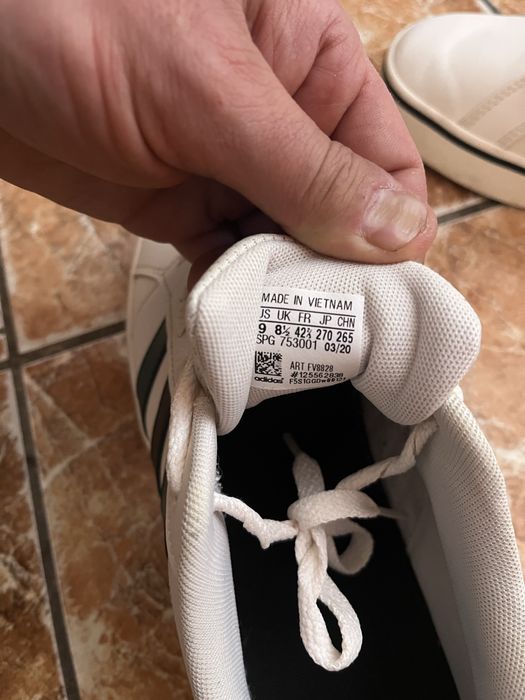 MADE IN VIETNAM
US UK FR JP CHN
9 8½ 42⅔ 270 265
SPG 753001 03/20
ART FV8828
adidas